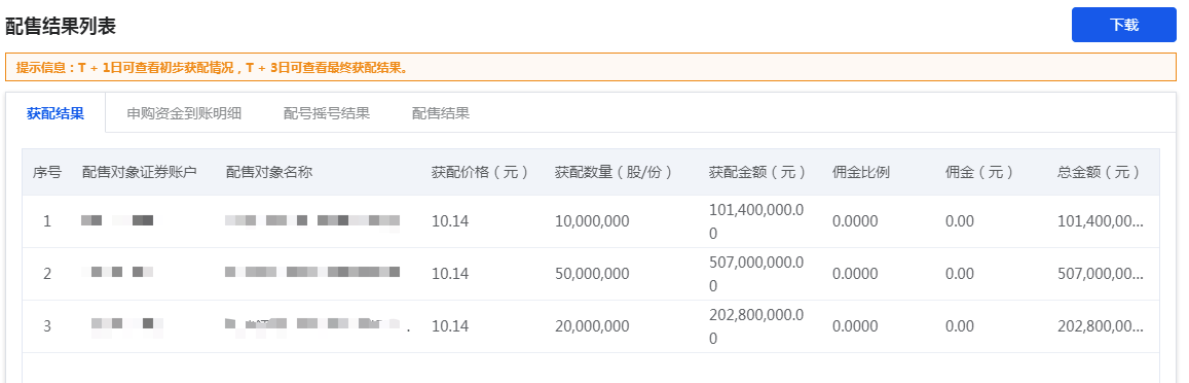 配售结果列表
下载
提示信息：T + 1日可查看初步获配情况，T + 3日可查看最终获配结果。
获配结果 申购资金到账明细 配号摇号结果 配售结果
序号 配售对象证券账户 配售对象名称 获配价格（元） 获配数量（股/份） 获配金额（元） 佣金比例 佣金（元） 总金额（元）
1 10.14 10,000,000 101,400,000.0
0 0.0000 0.00 101,400,00...
2 10.14 50,000,000 507,000,000.0
0 0.0000 0.00 507,000,00...
3 10.14 20,000,000 202,800,000.0
0 0.0000 0.00 202,800,00...